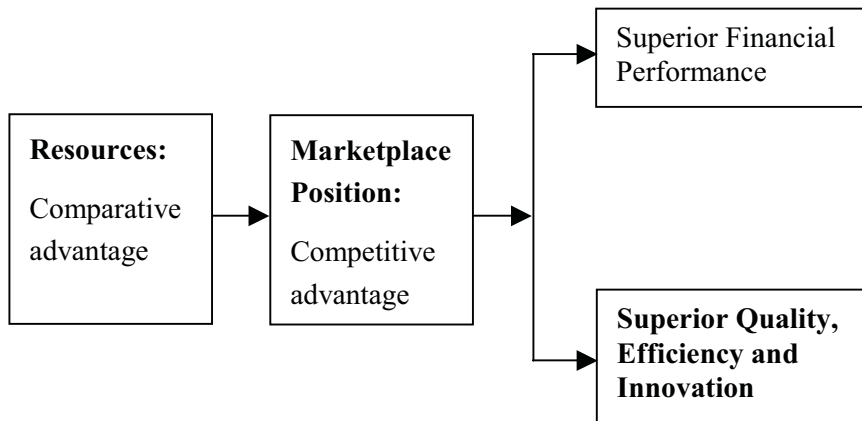 Resources:
Comparative
advantage
Marketplace
Position:
Competitive
advantage
Superior Financial
Performance
Superior Quality,
Efficiency and
Innovation